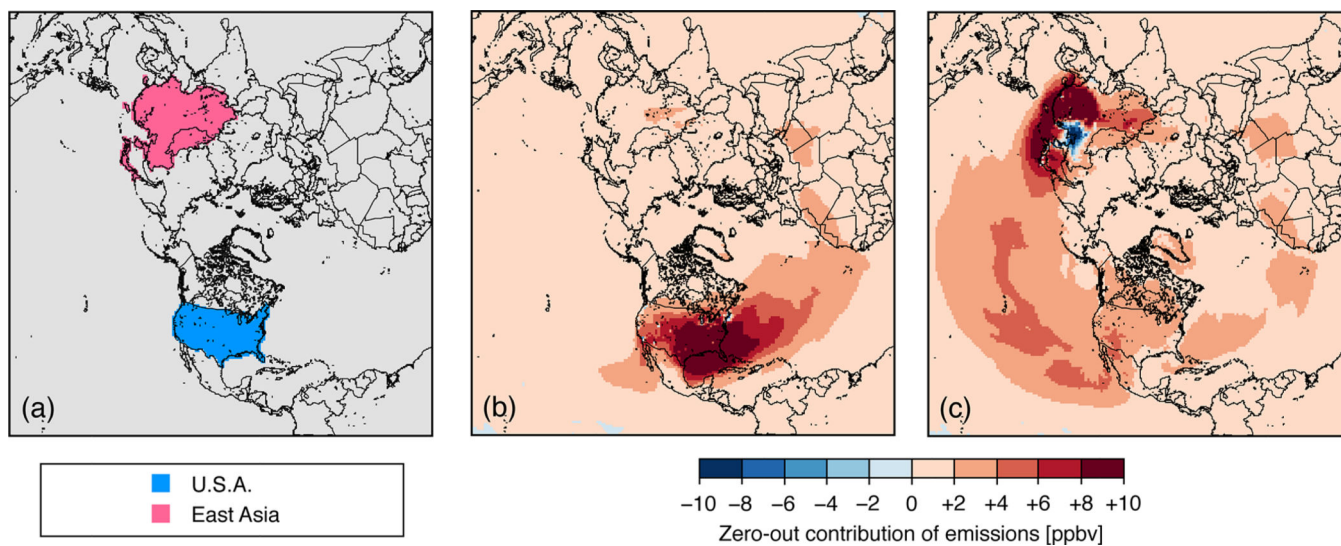 (a)
(b)
(c)
U.S.A.
East Asia
−10 −8 −6 −4 −2 0 +2 +4 +6 +8 +10
Zero-out contribution of emissions [ppbv]